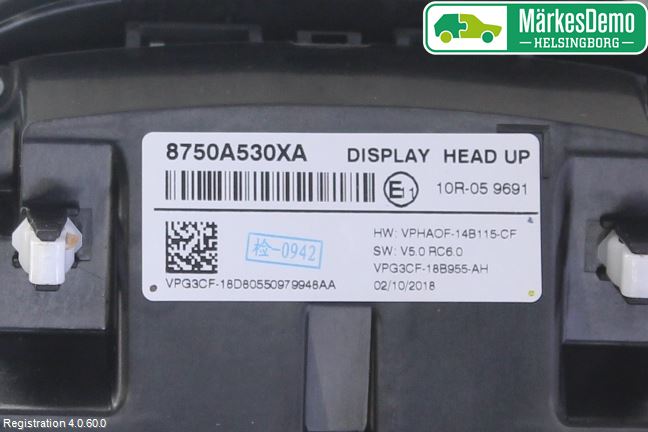 MärkesDemo
HELSINGBORG
8750A530XA DISPLAY HEAD UP
E11 10R-05 9691
HW: VPHAOF-14B115-CF
检-0942
SW: V5.0 RC6.0
VPG3CF-18B955-AH
VPG3CF-18D80550979948AA 02/10/2018
Registration 4.0.60.0